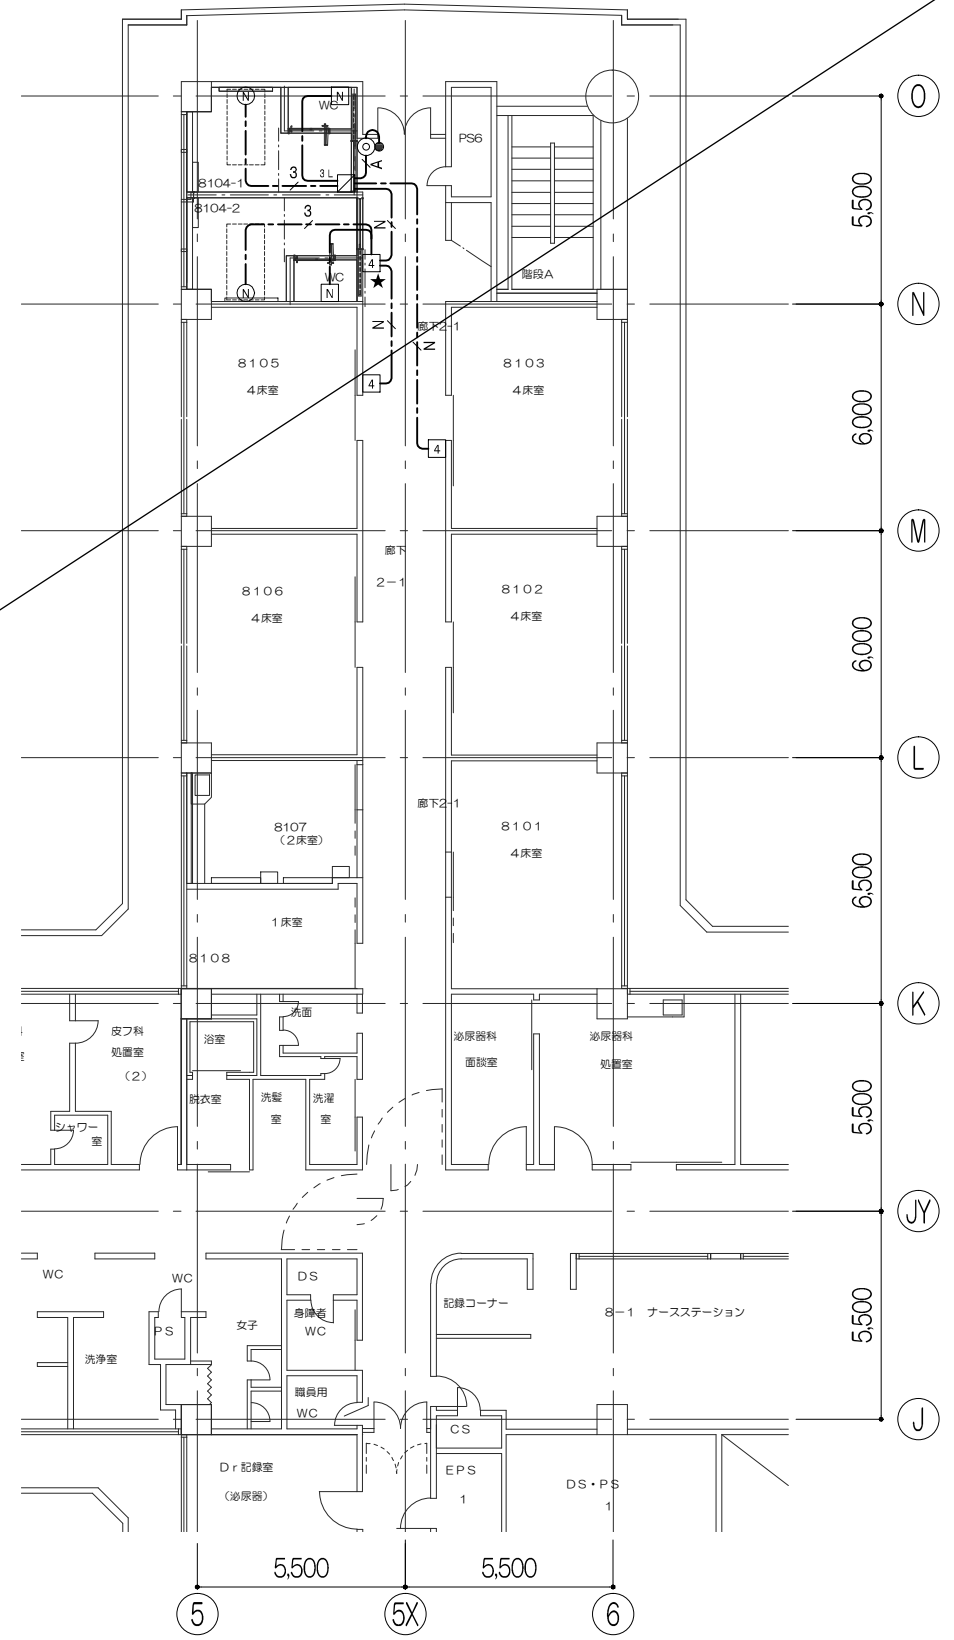 O
N
N
WC
PS6
A
5,500
8104-1
3
3L
8104-2
3
N
4
★
WC
N
N
階段A
N
N
廊下2-1
N
8105
4床室
8103
4床室
4
6,000
4
M
廊下
2-1
8106
4床室
8102
4床室
6,000
L
廊下2-1
8107
(2床室)
8101
4床室
6,500
1床室
8108
K
洗面
皮フ科
処置室
(2)
浴室
泌尿器科
面談室
泌尿器科
処置室
室
脱衣室
洗髪
室
洗濯
室
5,500
シャワー
室
JY
WC
WC
DS
PS
女子
身障者
WC
記録コーナー
8-1 ナースステーション
5,500
洗浄室
職員用
WC
J
CS
Dr記録室
(泌尿器)
EPS
1
DS・PS
1
5,500
5,500
5
5X
6